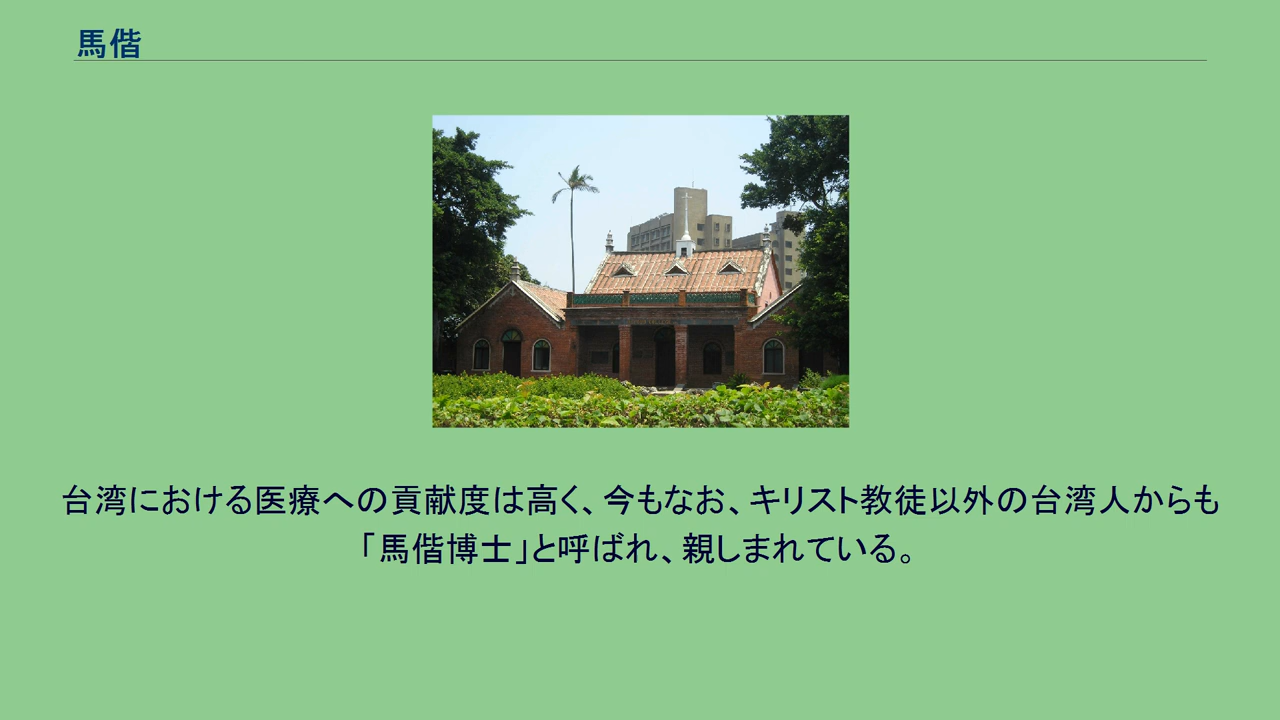 馬偕
台湾における医療への貢献度は高く、今もなお、キリスト教徒以外の台湾人からも
「馬偕博士」と呼ばれ、親しまれている。